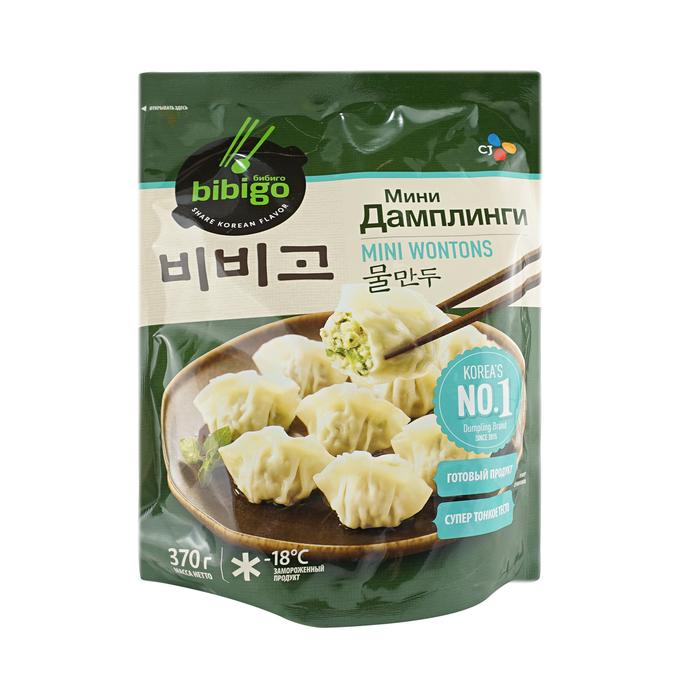 ОТКРЫВАТЬ ЗДЕСЬ
бибиго
bibigo
SHARE KOREAN FLAVOR
비비고
CJ
Мини
Дамплинги
MINI WONTONS
물만두
KOREA'S
NO.1
Dumpling Brand
SINCE 2015
ГОТОВЫЙ ПРОДУКТ
СУПЕР ТОНКОЕ ТЕСТО
370 г
МАССА НЕТТО
-18°C
ЗАМОРОЖЕННЫЙ
ПРОДУКТ